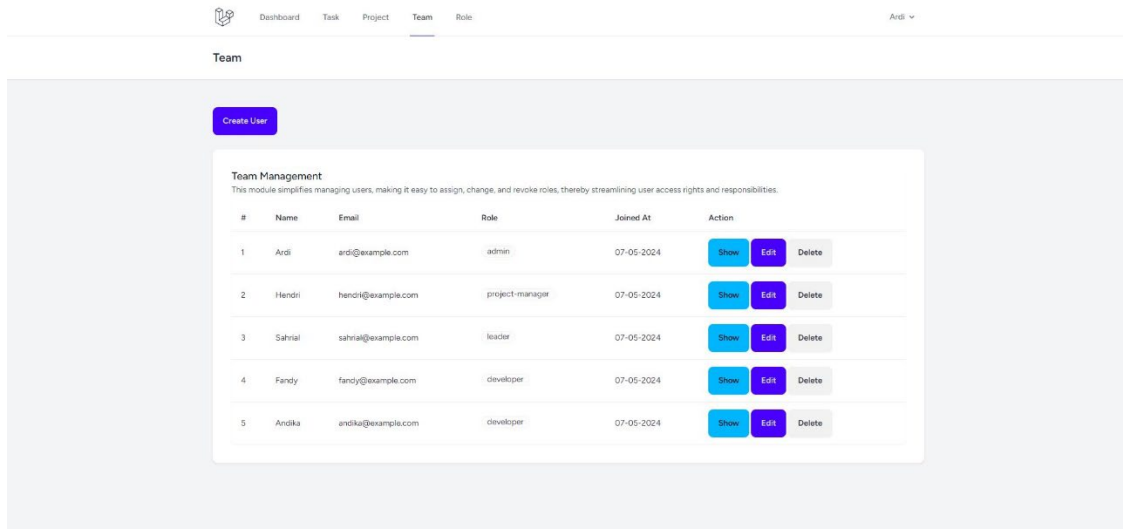 Dashboard Task Project Team Role Ardi
Team
Create User
Team Management
This module simplifies managing users, making it easy to assign, change, and revoke roles, thereby streamlining user access rights and responsibilities.
# Name Email Role Joined At Action
1 Ardi ardi@example.com admin 07-05-2024 Show Edit Delete
2 Hendri hendri@example.com project-manager 07-05-2024 Show Edit Delete
3 Sahrial sahrial@example.com leader 07-05-2024 Show Edit Delete
4 Fandy fandy@example.com developer 07-05-2024 Show Edit Delete
5 Andika andika@example.com developer 07-05-2024 Show Edit Delete